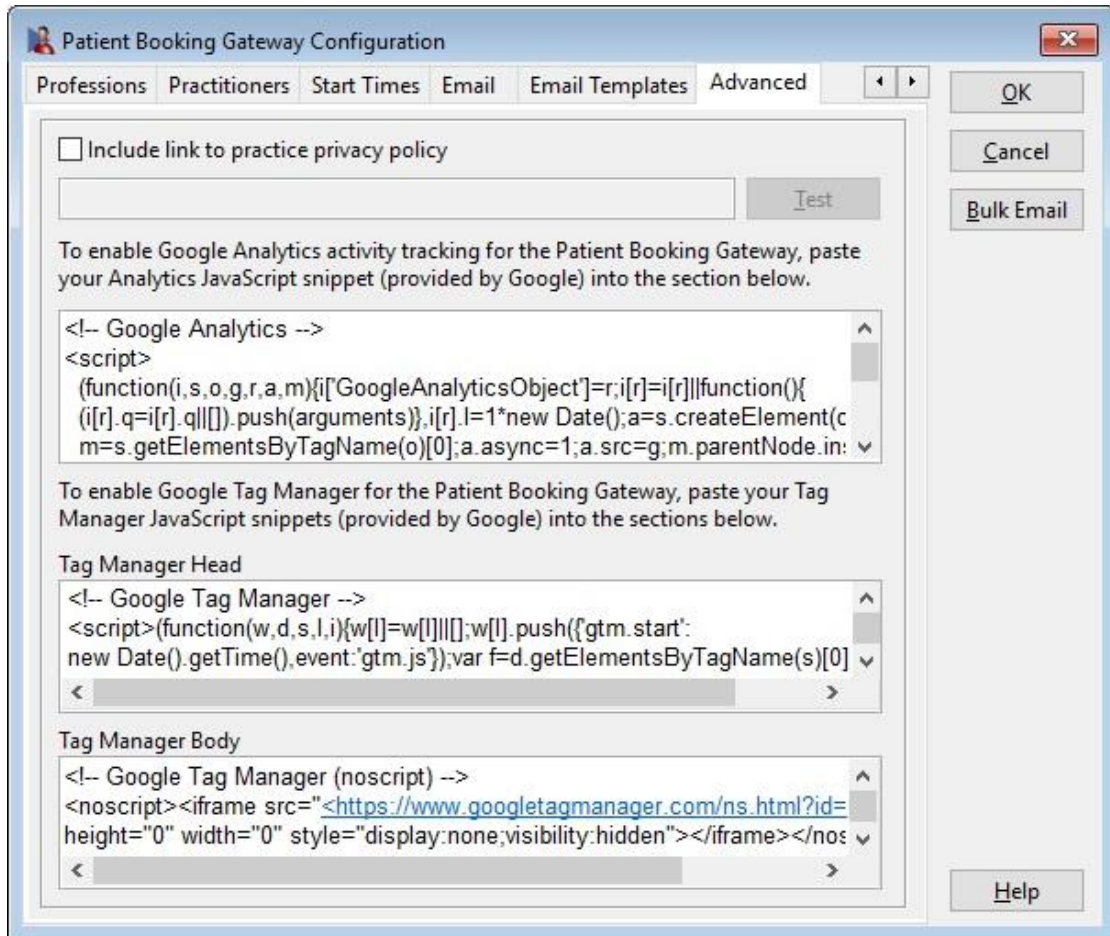 Patient Booking Gateway Configuration
Professions Practitioners Start Times Email Email Templates Advanced
OK
Cancel
Bulk Email
Include link to practice privacy policy
Test
To enable Google Analytics activity tracking for the Patient Booking Gateway, paste
your Analytics JavaScript snippet (provided by Google) into the section below.
<!-- Google Analytics -->
<script>
(function(i,s,o,g,r,a,m){i['GoogleAnalyticsObject']=r;i[r]=i[r]||function(){
(i[r].q=i[r].q||[]).push(arguments)},i[r].l=1*new Date();a=s.createElement(
m=s.getElementsByTagName(o)[0];a.async=1;a.src=g;m.parentNode.in
To enable Google Tag Manager for the Patient Booking Gateway, paste your Tag
Manager JavaScript snippets (provided by Google) into the sections below.
Tag Manager Head
<!-- Google Tag Manager -->
<script>(function(w,d,s,l,i){w[l]=w[l]||[];w[l].push({'gtm.start':
new Date().getTime(),event:'gtm.js'});var f=d.getElementsByTagName(s)[0]
Tag Manager Body
<!-- Google Tag Manager (noscript) -->
<noscript><iframe src="<https://www.googletagmanager.com/ns.html?id=
height="0" width="0" style="display:none;visibility:hidden"></iframe></nos
Help